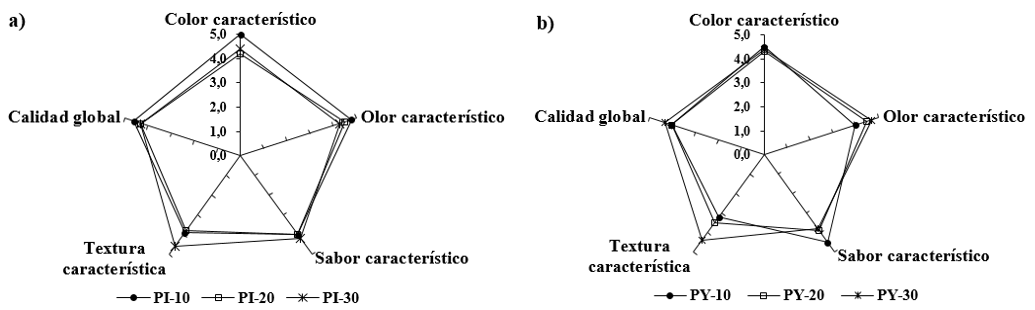 a)
Color característico
5,0
4,0
3,0
2,0
1,0
0,0
Olor característico
Sabor característico
Textura
característica
Calidad global
PI-10 PI-20 PI-30
b)
Color característico
5,0
4,0
3,0
2,0
1,0
0,0
Olor característico
Sabor característico
Textura
característica
Calidad global
PY-10 PY-20 PY-30